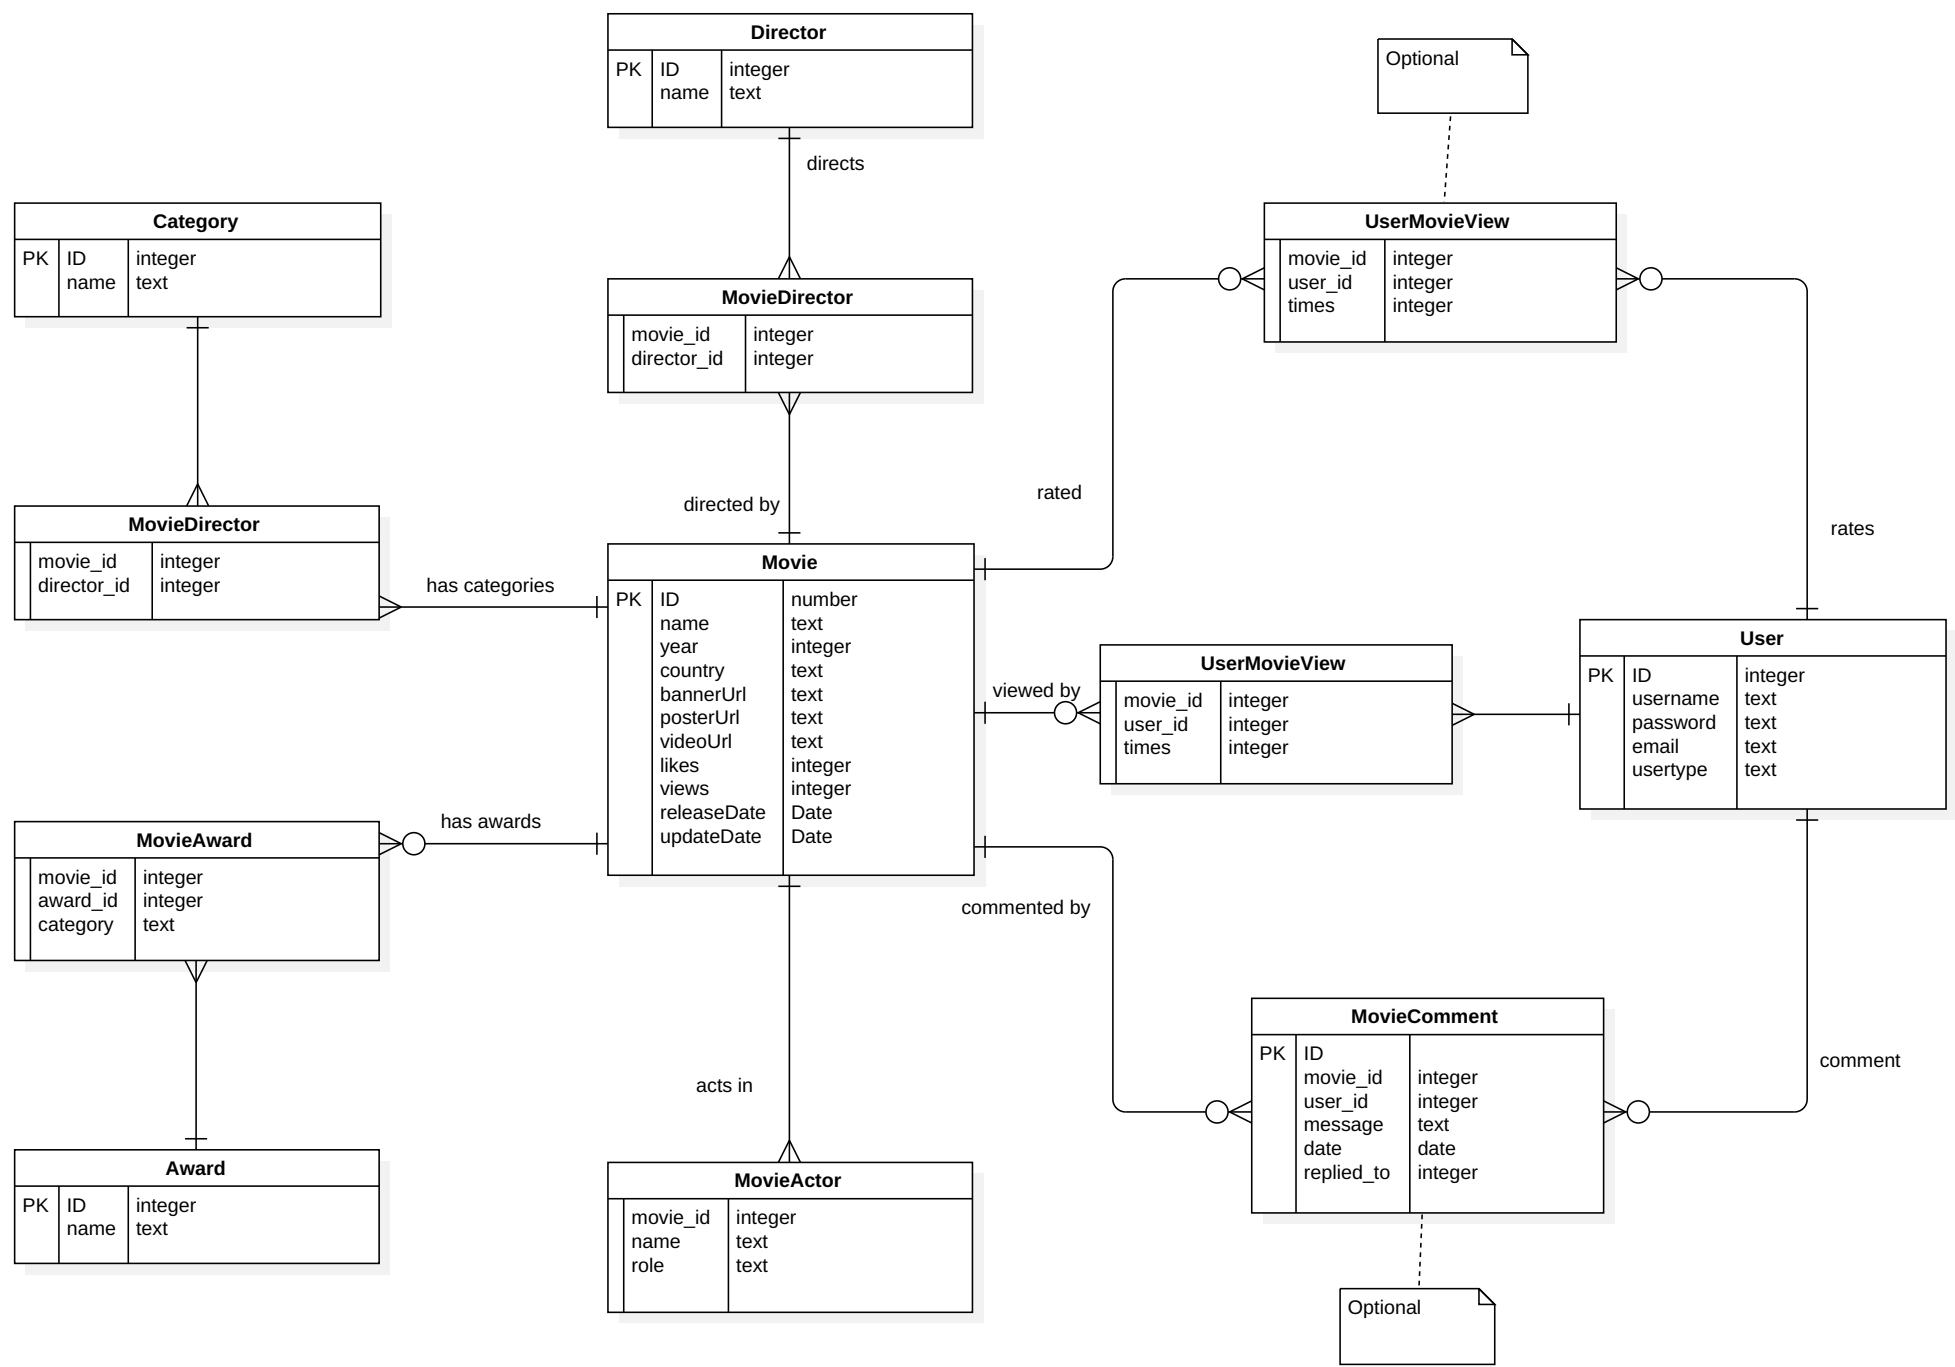 Director
PK ID integer
name text
directs
Optional
Category
PK ID integer
name text
UserMovieView
movie_id integer
user_id integer
times integer
MovieDirector
movie_id integer
director_id integer
directed by
rated
rates
MovieDirector
movie_id integer
director_id integer
has categories
Movie
PK ID number
name text
year integer
country text
bannerUrl text
posterUrl text
videoUrl text
likes integer
views integer
releaseDate Date
updateDate Date
viewed by
UserMovieView
movie_id integer
user_id integer
times integer
User
PK ID integer
username text
password text
email text
usertype text
has awards
MovieAward
movie_id integer
award_id integer
category text
commented by
acts in
comment
MovieComment
PK ID
movie_id integer
user_id integer
message text
date date
replied_to integer
Award
PK ID integer
name text
MovieActor
movie_id integer
name text
role text
Optional